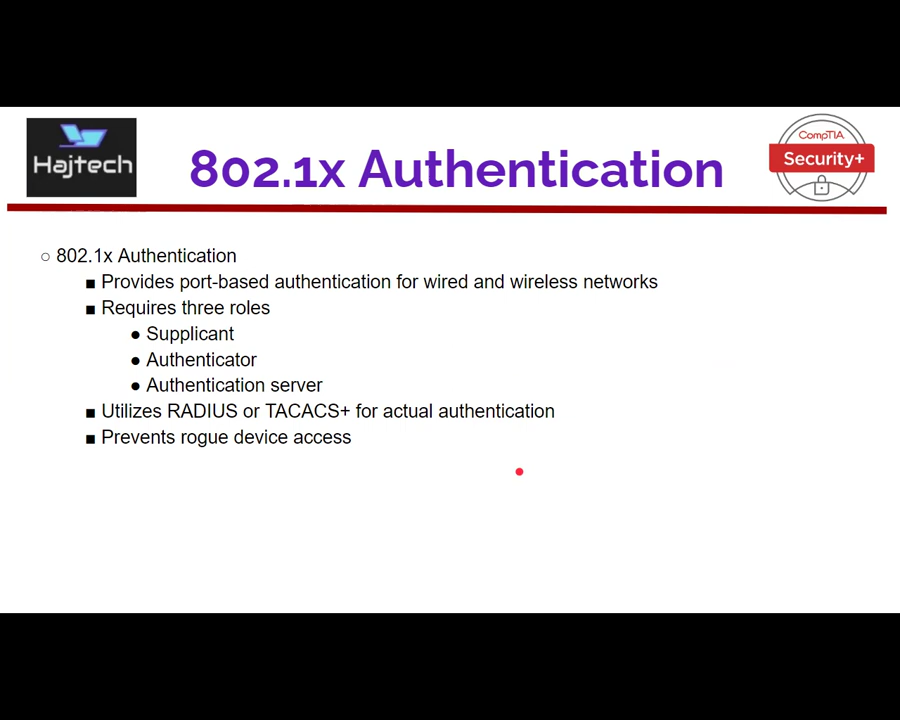 Hajtech
802.1x Authentication
CompTIA
Security+
○ 802.1x Authentication
■ Provides port-based authentication for wired and wireless networks
■ Requires three roles
● Supplicant
● Authenticator
● Authentication server
■ Utilizes RADIUS or TACACS+ for actual authentication
■ Prevents rogue device access